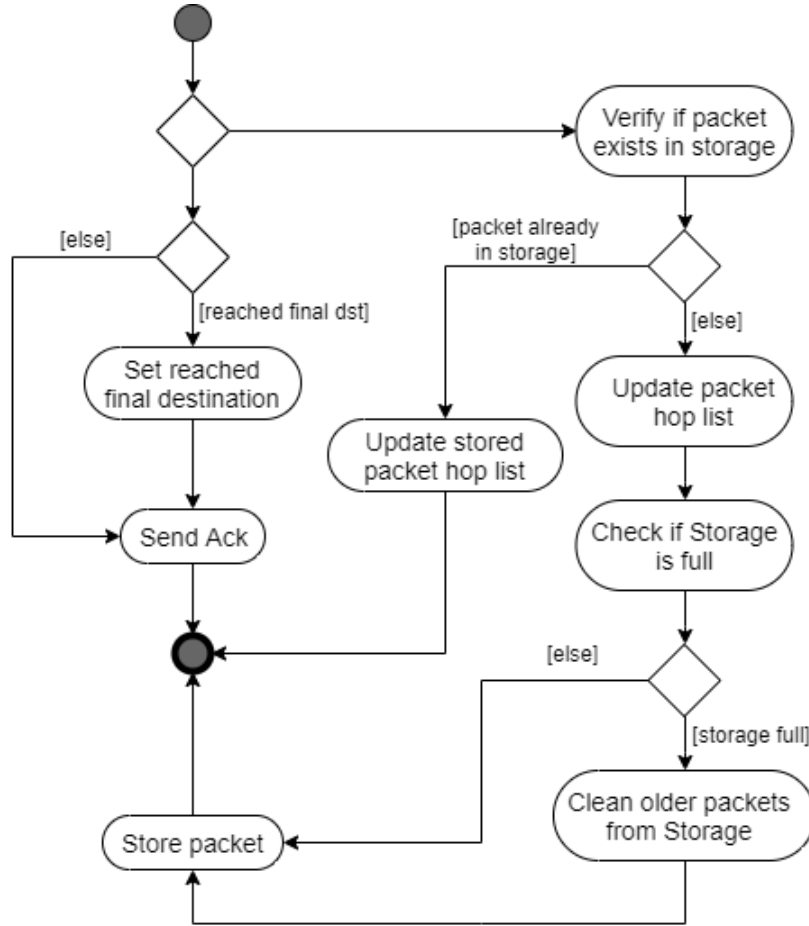 Verify if packet
exists in storage
[packet already
in storage]
[else]
[reached final dst]
[else]
Set reached
final destination
Update packet
hop list
Update stored
packet hop list
Send Ack
Check if Storage
is full
[else]
[storage full]
Clean older packets
from Storage
Store packet